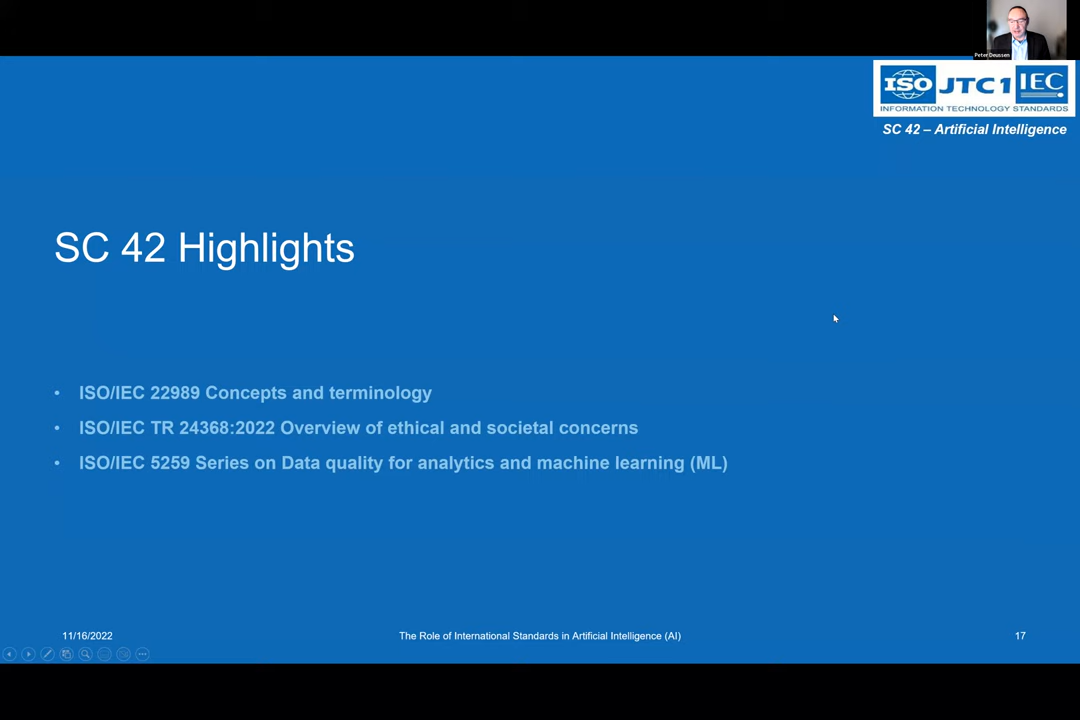 Peter Deussen
ISO JTC 1 IEC
INFORMATION TECHNOLOGY STANDARDS
SC 42 – Artificial Intelligence
SC 42 Highlights
• ISO/IEC 22989 Concepts and terminology
• ISO/IEC TR 24368:2022 Overview of ethical and societal concerns
• ISO/IEC 5259 Series on Data quality for analytics and machine learning (ML)
11/16/2022 The Role of International Standards in Artificial Intelligence (AI) 17